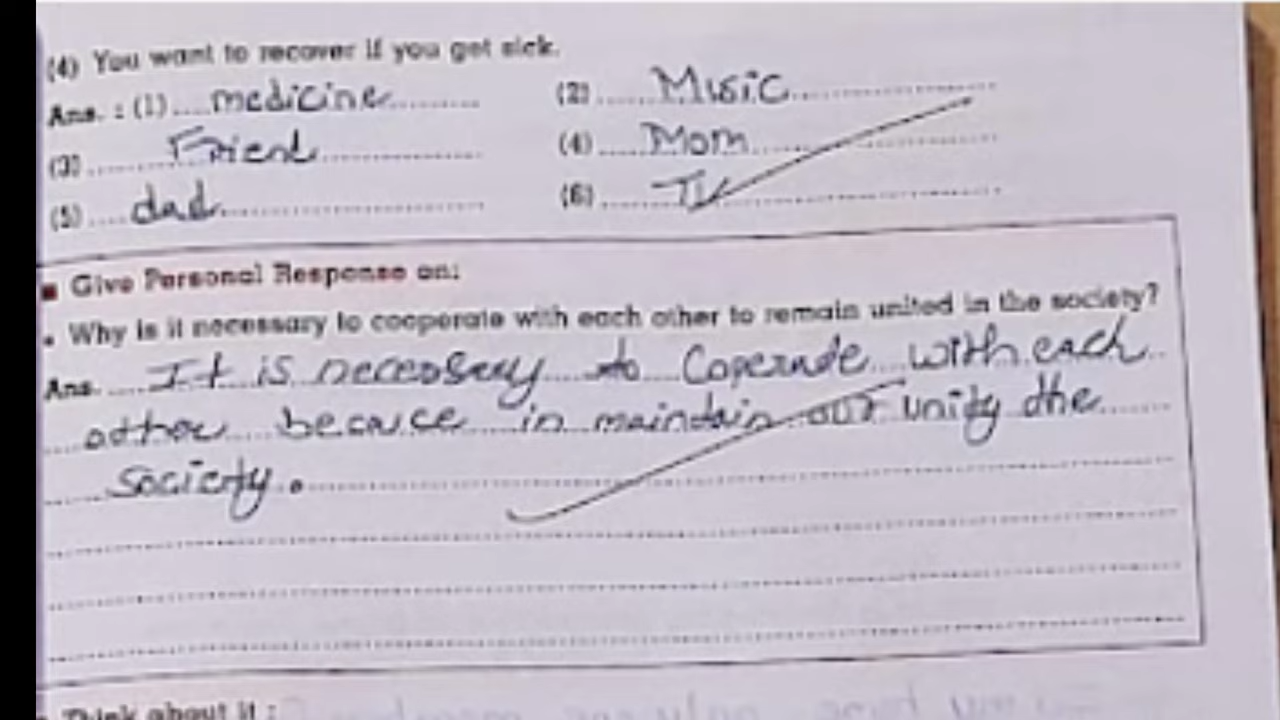 (4) You want to recover if you get sick.
Ans. : (1) ... medicine ........ (2) ..... Music ........
(3) ..... Friend ........ (4) ..... Mom ........
(5) .... dad ........ (6) ..... TV ........
■ Give Personal Response on:
• Why is it necessary to cooperate with each other to remain united in the society?
Ans. ... It is necessary to Coperade with each
other because in maintain our unity the
society.
Think about it :